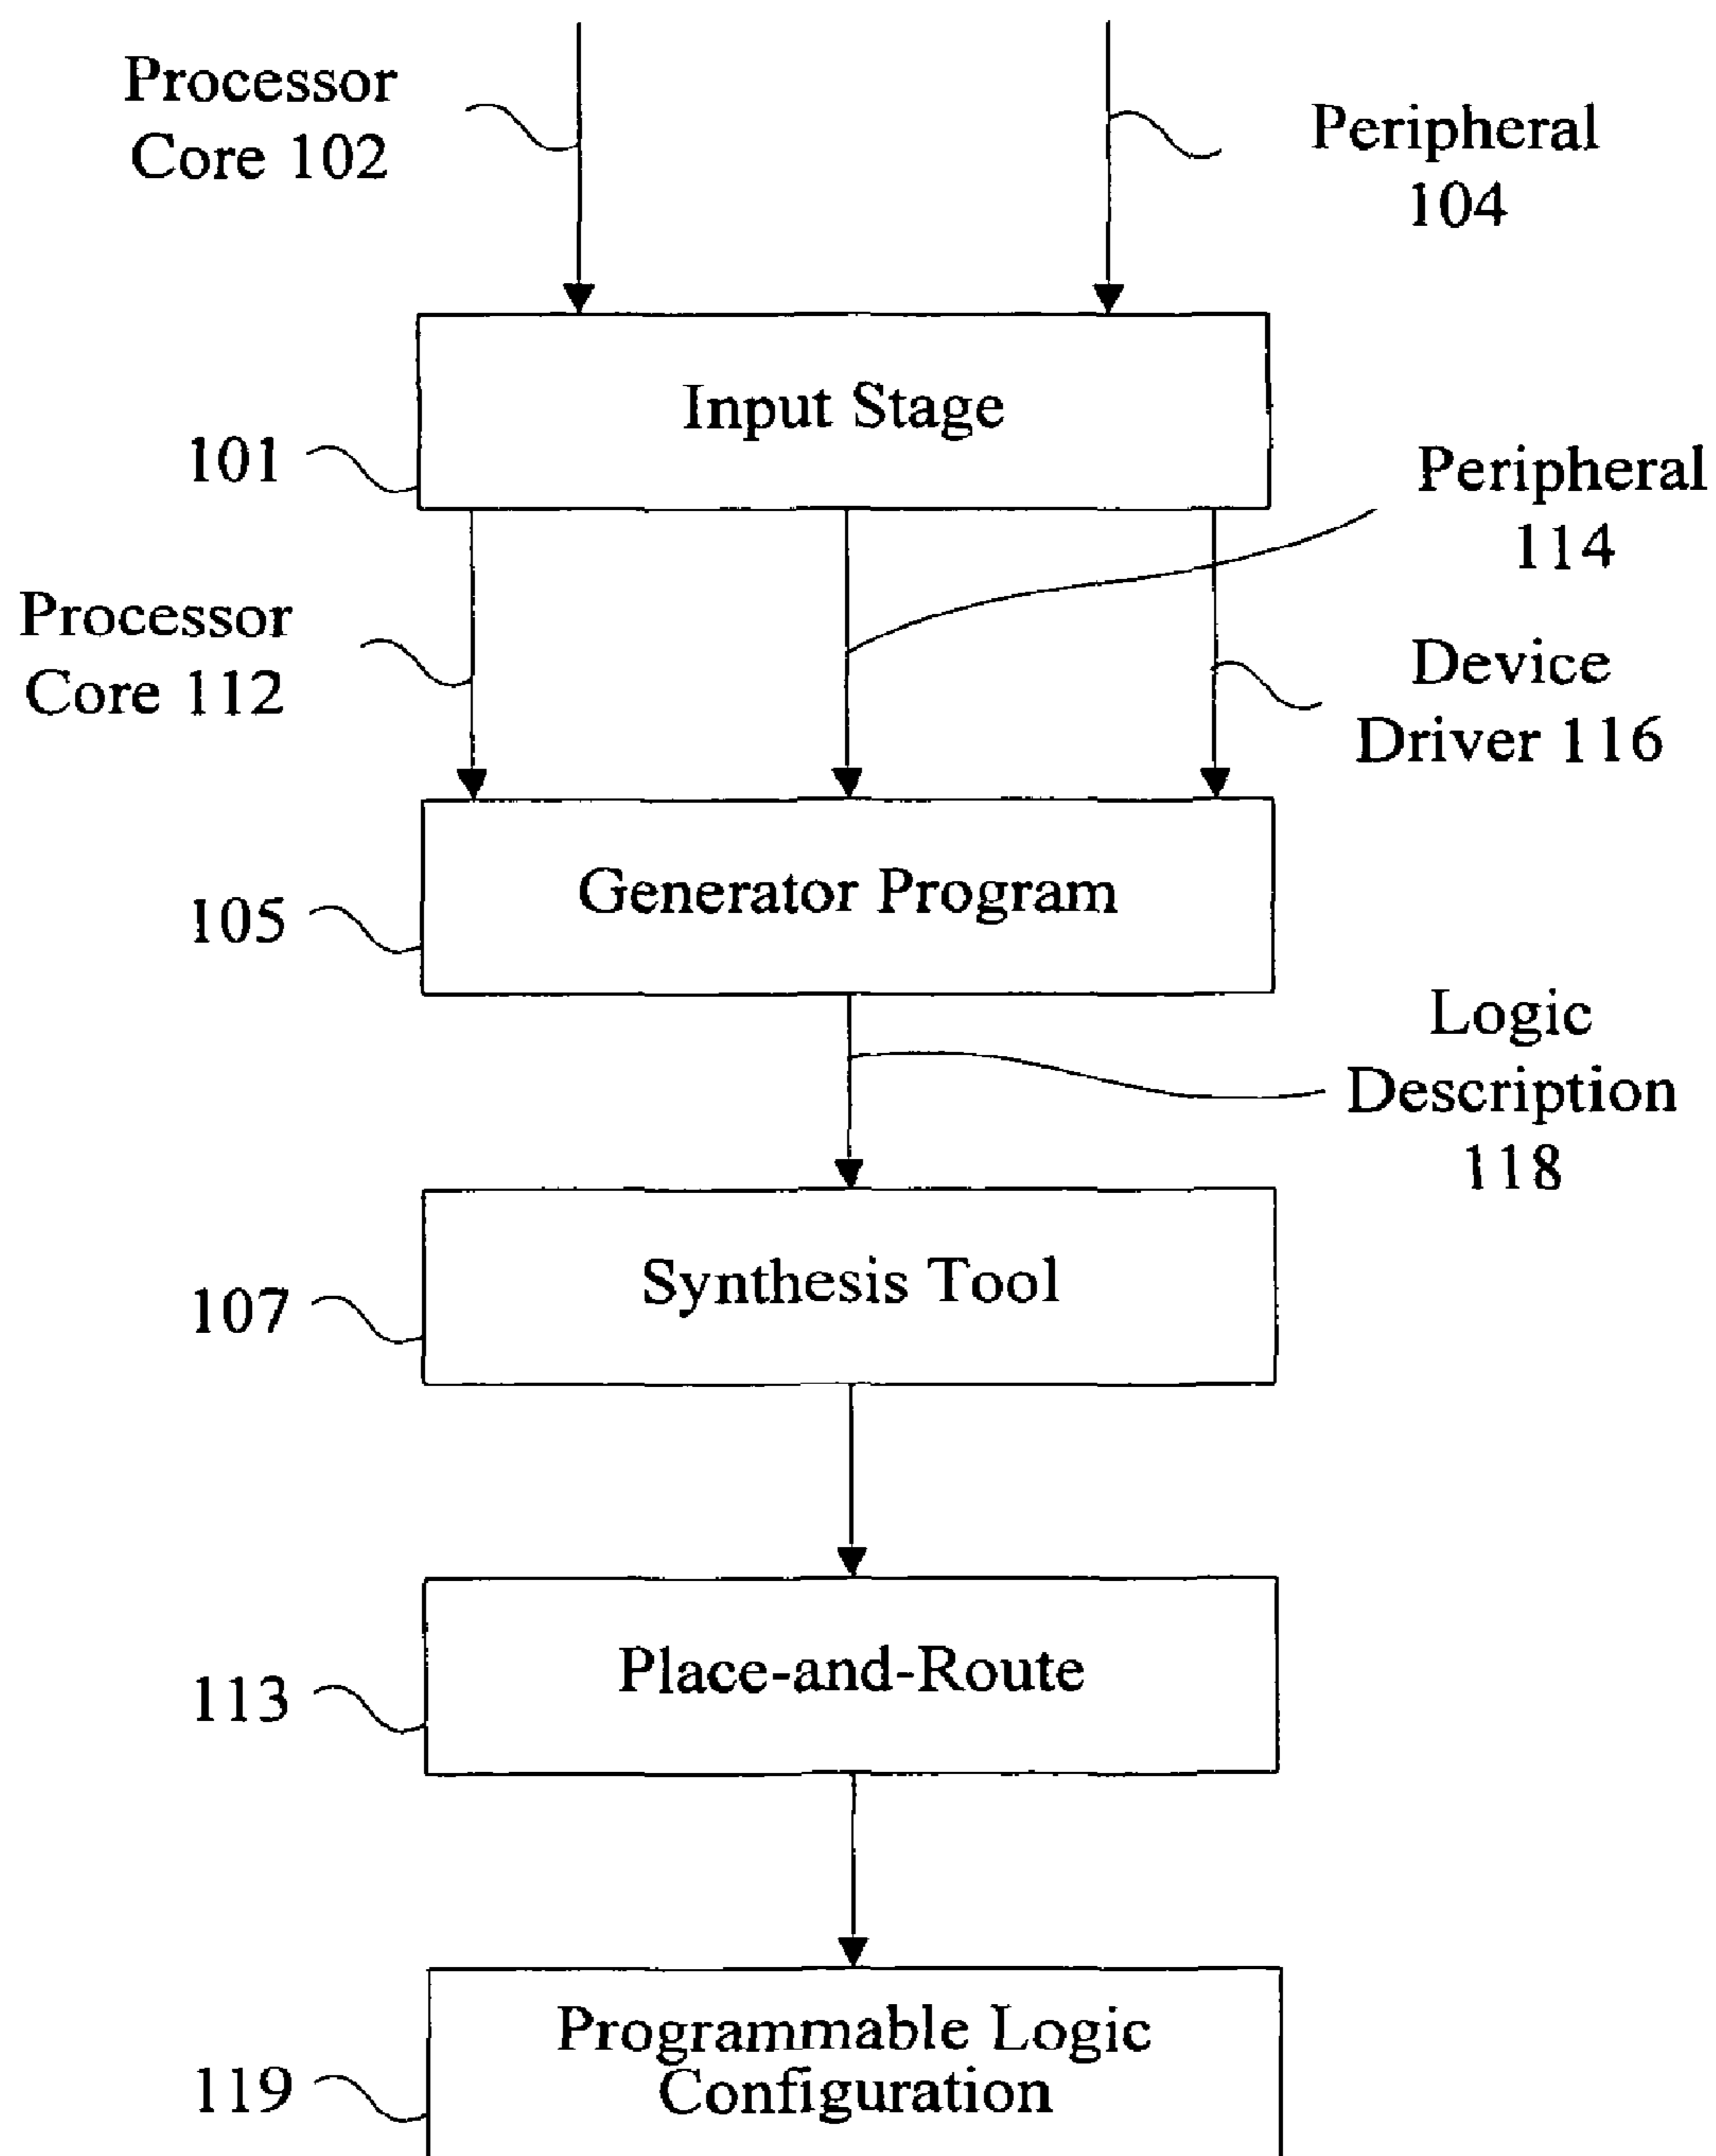 Processor
Core 102
Peripheral
104
Input Stage
101
Peripheral
114
Processor
Core 112
Device
Driver 116
Generator Program
105
Logic
Description
118
Synthesis Tool
107
Place-and-Route
113
Programmable Logic
Configuration
119